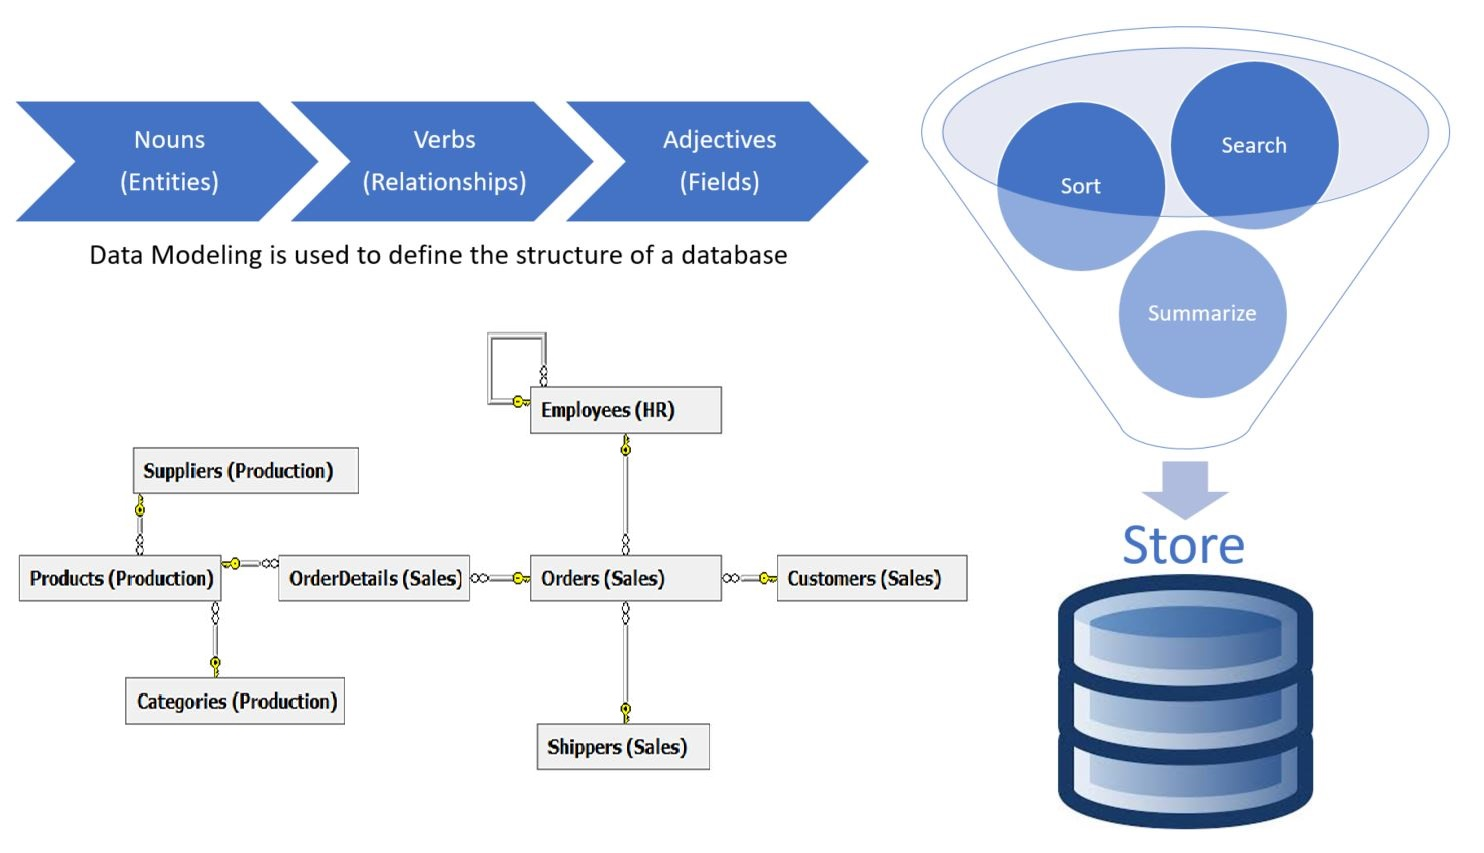 Nouns
(Entities)
Verbs
(Relationships)
Adjectives
(Fields)
Data Modeling is used to define the structure of a database
Employees (HR)
Suppliers (Production)
Products (Production)
OrderDetails (Sales)
Orders (Sales)
Customers (Sales)
Categories (Production)
Shippers (Sales)
Search
Sort
Summarize
Store